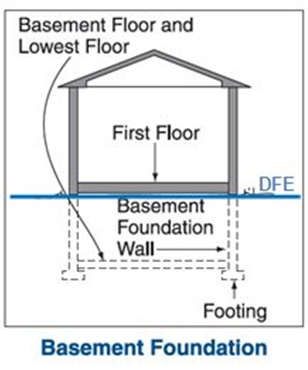 Basement Floor and
Lowest Floor
First Floor
DFE
Basement
Foundation
Wall
Footing
Basement Foundation